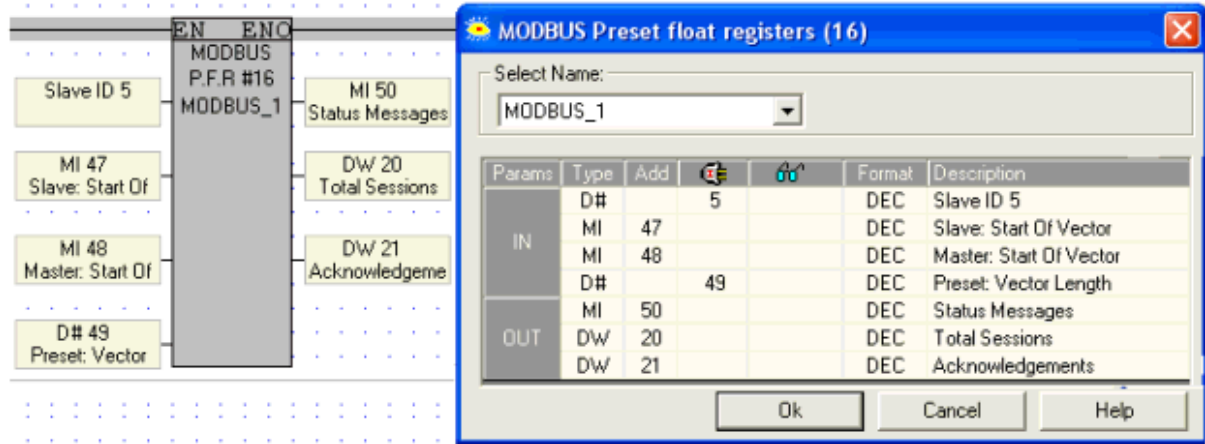 EN ENO
MODBUS
P.F.R #16
MODBUS_1
Slave ID 5
MI 47
Slave: Start Of
MI 48
Master: Start Of
D# 49
Preset: Vector
MI 50
Status Messages
DW 20
Total Sessions
DW 21
Acknowledgeme
MODBUS Preset float registers (16)
Select Name:
MODBUS_1
Params Type Add Format Description
IN
D# 5 DEC Slave ID 5
MI 47 DEC Slave: Start Of Vector
MI 48 DEC Master: Start Of Vector
D# 49 DEC Preset: Vector Length
OUT
MI 50 DEC Status Messages
DW 20 DEC Total Sessions
DW 21 DEC Acknowledgements
Ok Cancel Help